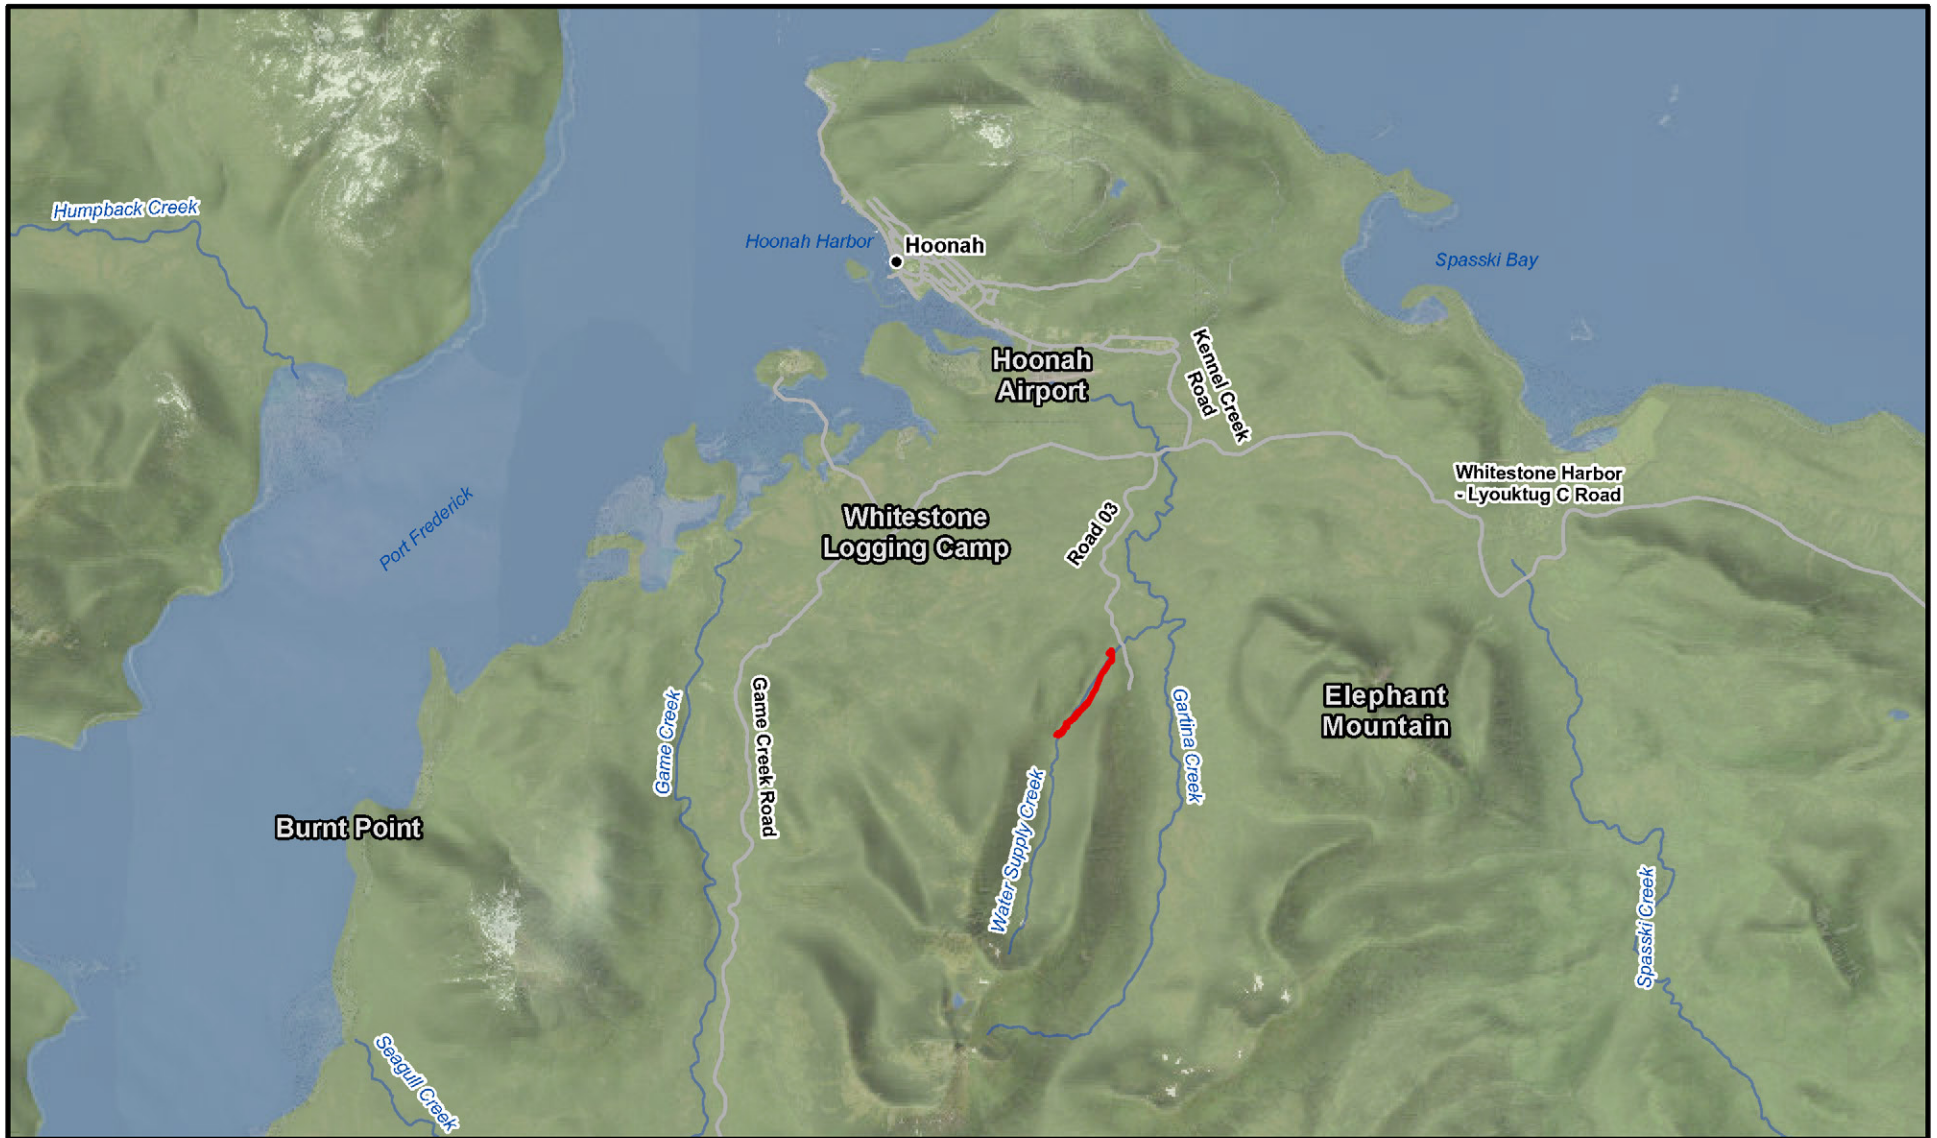 Humpback Creek
Hoonah Harbor
Hoonah
Spasski Bay
Hoonah
Airport
Kennel Creek
Road
Whitestone Harbor
- Lyouktug C Road
Port Frederick
Whitestone
Logging Camp
Road 03
Game Creek
Game Creek Road
Gartina Creek
Elephant
Mountain
Burnt Point
Water Supply Creek
Spasski Creek
Seagull Creek